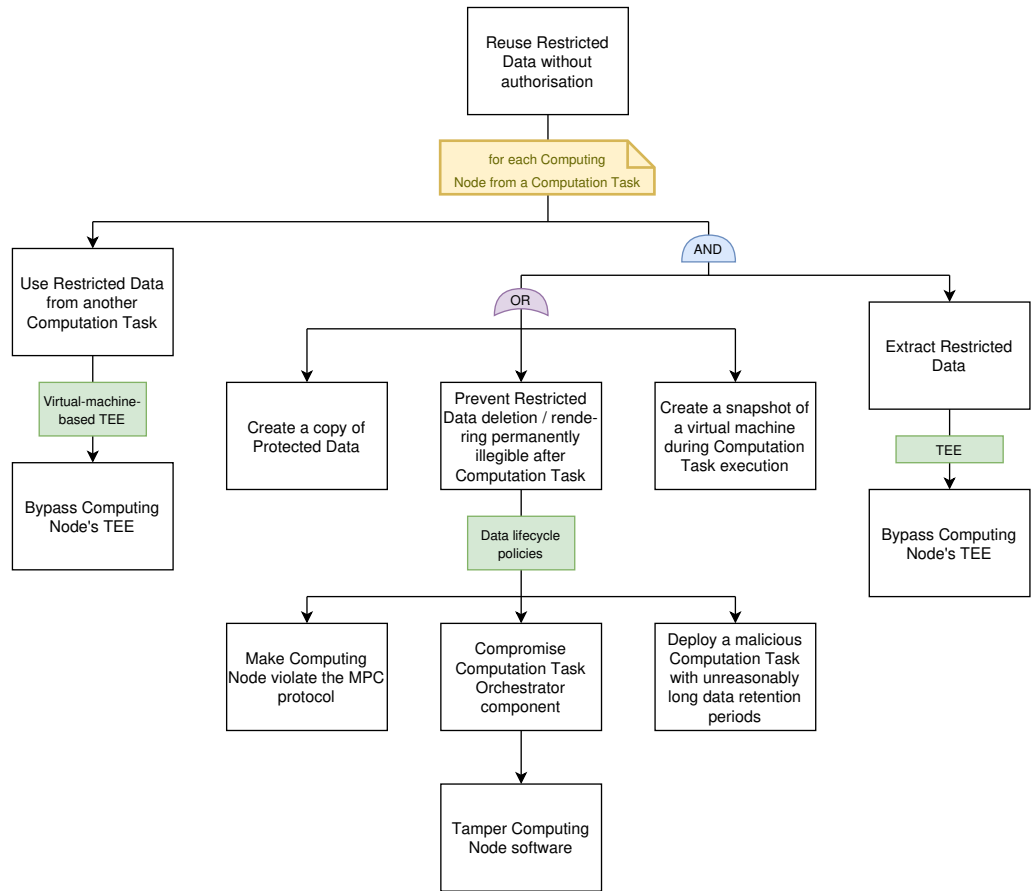 Reuse Restricted
Data without
authorisation
for each Computing
Node from a Computation Task
AND
Use Restricted Data
from another
Computation Task
OR
Extract Restricted
Data
Virtual-machine-
based TEE
Create a copy of
Protected Data
Prevent Restricted
Data deletion / rende-
ring permanently
illegible after
Computation Task
Create a snapshot of
a virtual machine
during Computation
Task execution
TEE
Bypass Computing
Node's TEE
Bypass Computing
Node's TEE
Data lifecycle
policies
Make Computing
Node violate the MPC
protocol
Compromise
Computation Task
Orchestrator
component
Deploy a malicious
Computation Task
with unreasonably
long data retention
periods
Tamper Computing
Node software